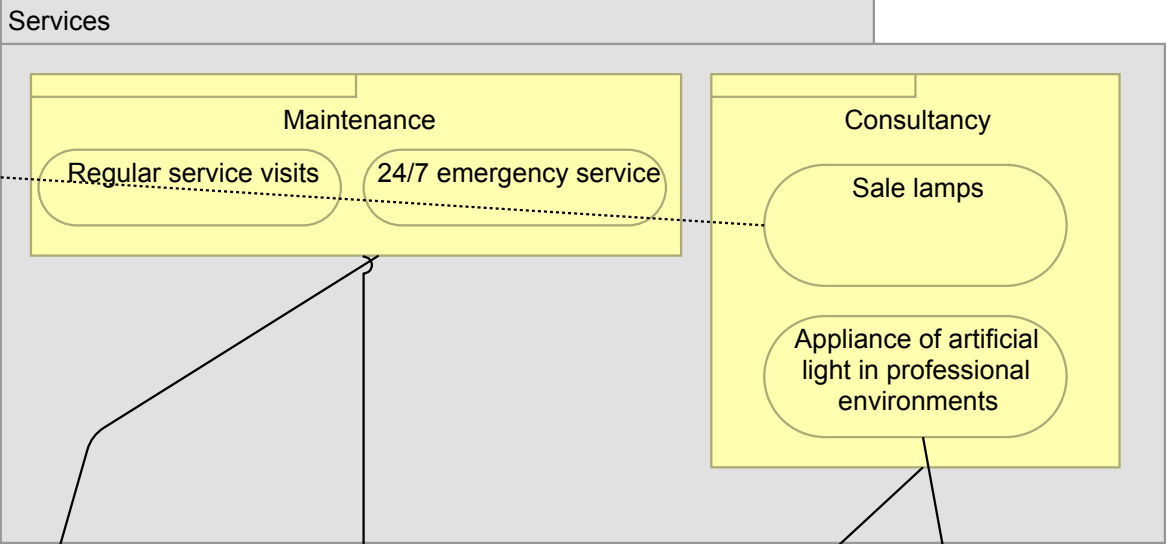 Services
Maintenance
Regular service visits
24/7 emergency service
Consultancy
Sale lamps
Appliance of artificial
light in professional
environments